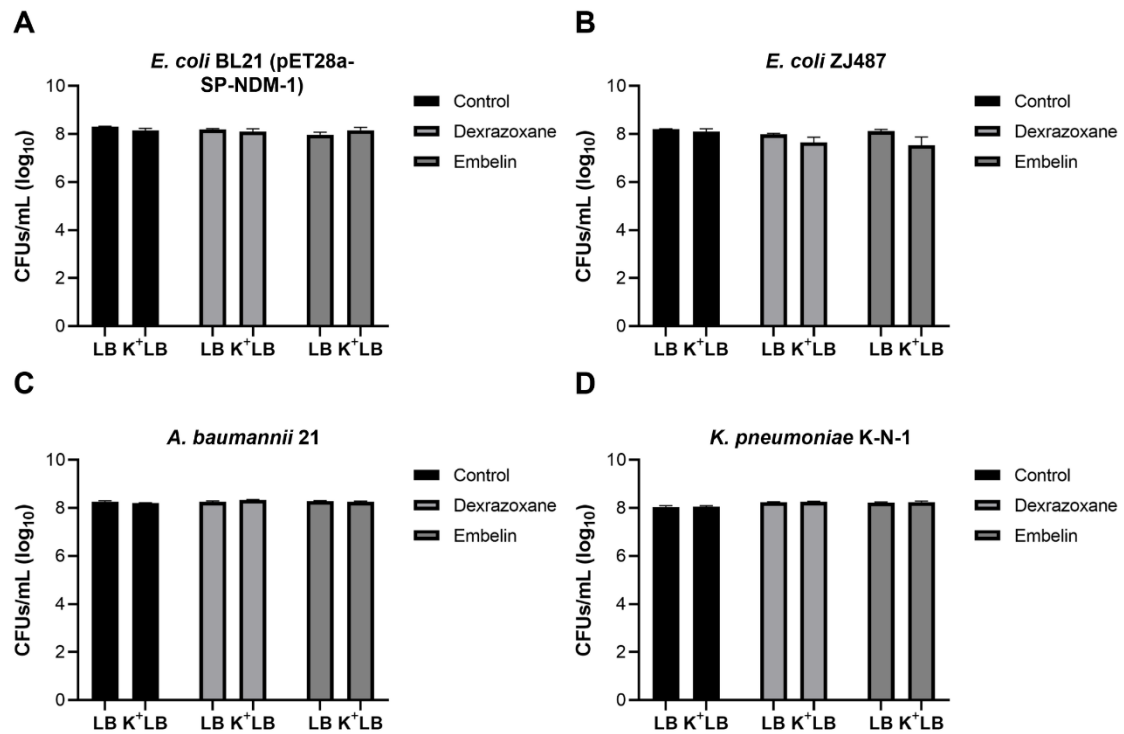 A
E. coli BL21 (pET28a-
SP-NDM-1)
CFUs/mL (log₁₀)
10
8
6
4
2
0
LB K⁺LB LB K⁺LB LB K⁺LB
Control
Dexrazoxane
Embelin
B
E. coli ZJ487
CFUs/mL (log₁₀)
10
8
6
4
2
0
LB K⁺LB LB K⁺LB LB K⁺LB
Control
Dexrazoxane
Embelin
C
A. baumannii 21
CFUs/mL (log₁₀)
10
8
6
4
2
0
LB K⁺LB LB K⁺LB LB K⁺LB
Control
Dexrazoxane
Embelin
D
K. pneumoniae K-N-1
CFUs/mL (log₁₀)
10
8
6
4
2
0
LB K⁺LB LB K⁺LB LB K⁺LB
Control
Dexrazoxane
Embelin